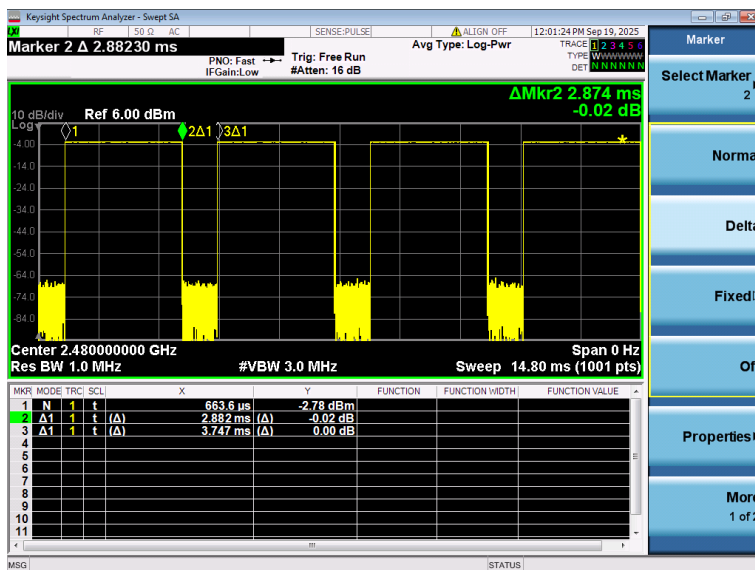 Keysight Spectrum Analyzer - Swept SA
LXI RF 50 Ω AC SENSE:PULSE ALIGN OFF 12:01:24 PM Sep 19, 2025
Marker 2 Δ 2.88230 ms
PNO: Fast
IFGain:Low
Trig: Free Run
#Atten: 16 dB
Avg Type: Log-Pwr
TRACE 1 2 3 4 5 6
TYPE WWWWWW
DET N N N N N N
ΔMkr2 2.874 ms
-0.02 dB
10 dB/div Ref 6.00 dBm
Log
1 2Δ1 3Δ1
-4.00
-14.0
-24.0
-34.0
-44.0
-54.0
-64.0
-74.0
-84.0
Center 2.480000000 GHz Span 0 Hz
Res BW 1.0 MHz #VBW 3.0 MHz Sweep 14.80 ms (1001 pts)
MKR MODE TRC SCL X Y FUNCTION FUNCTION WIDTH FUNCTION VALUE
1 N 1 t 663.6 µs -2.78 dBm
2 Δ1 1 t (Δ) 2.882 ms (Δ) -0.02 dB
3 Δ1 1 t (Δ) 3.747 ms (Δ) 0.00 dB
4
5
6
7
8
9
10
11
MSG STATUS
Marker
Select Marker
2
Norma
Delta
Fixed
Of
Properties
More
1 of 2